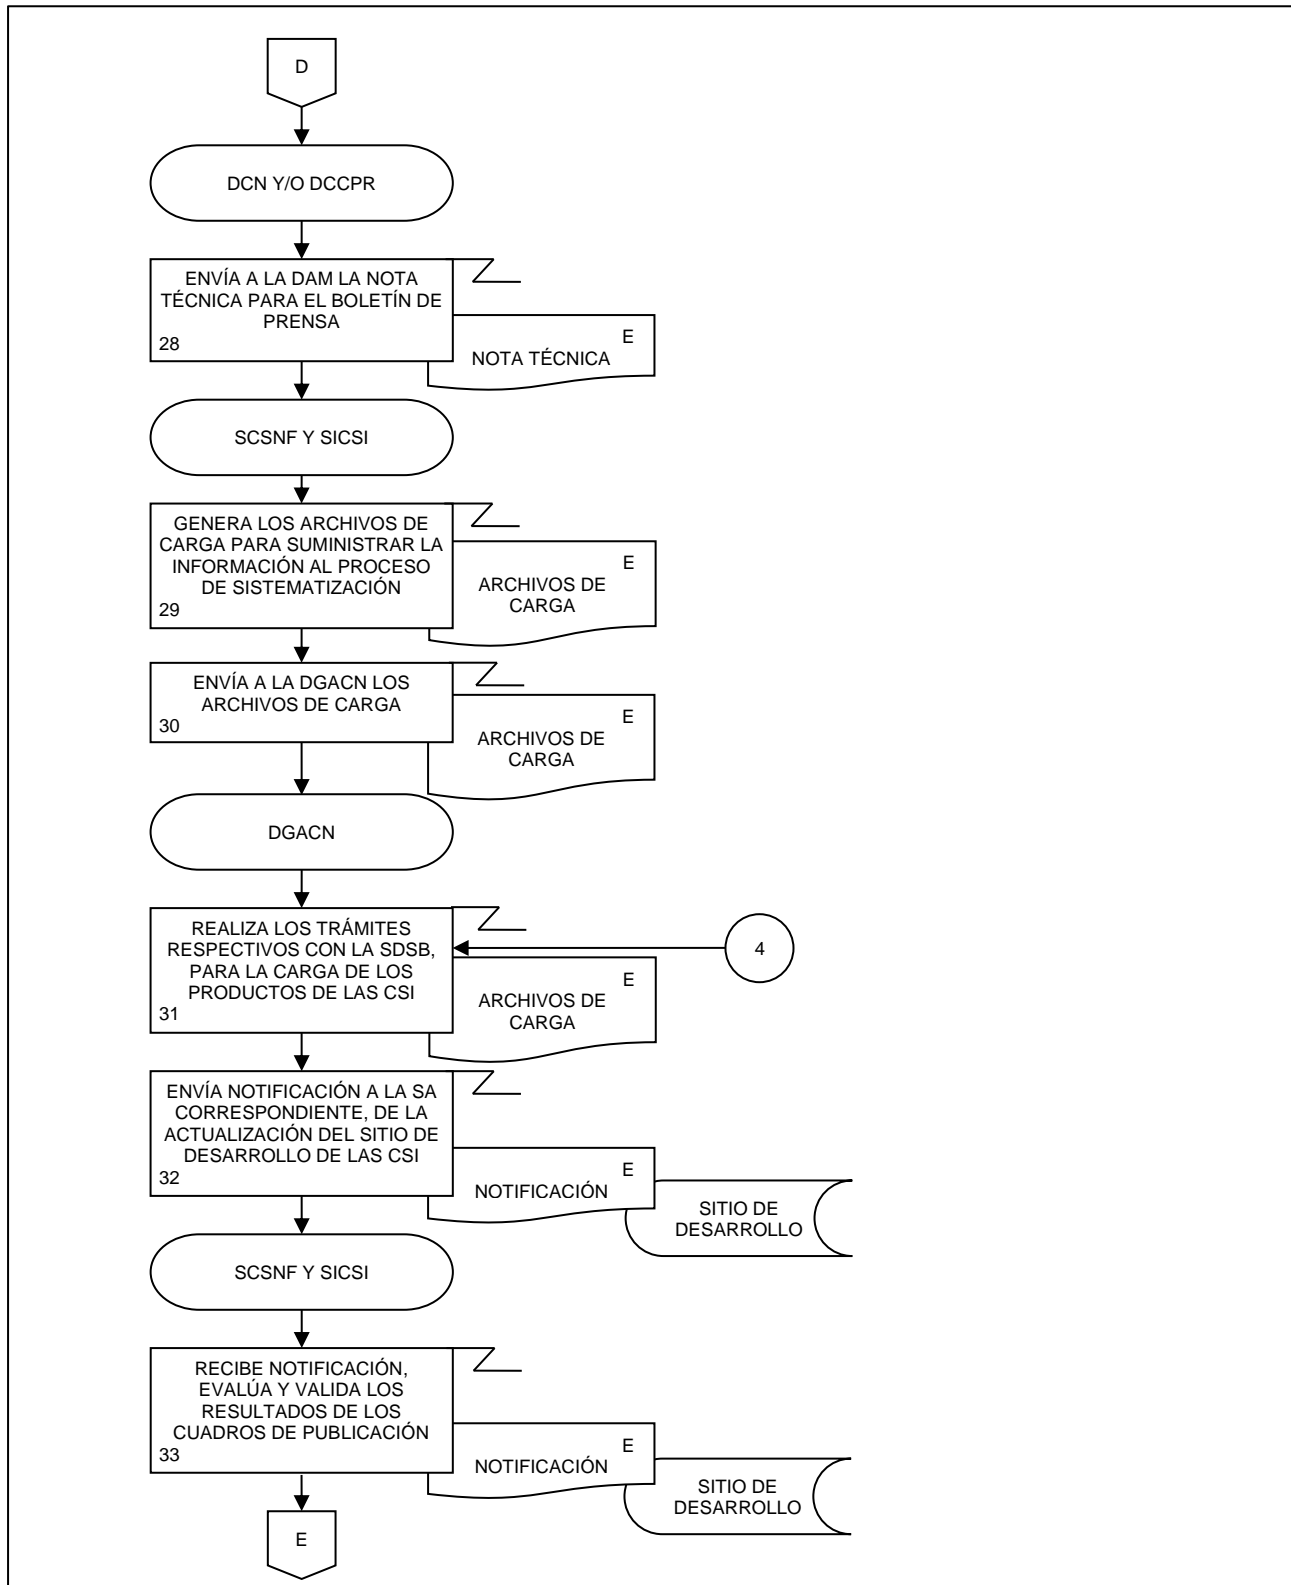 D
DCN Y/O DCCPR
ENVÍA A LA DAM LA NOTA
TÉCNICA PARA EL BOLETÍN DE
PRENSA
28
E
NOTA TÉCNICA
SCSNF Y SICSI
GENERA LOS ARCHIVOS DE
CARGA PARA SUMINISTRAR LA
INFORMACIÓN AL PROCESO
DE SISTEMATIZACIÓN
29
E
ARCHIVOS DE
CARGA
ENVÍA A LA DGACN LOS
ARCHIVOS DE CARGA
30
E
ARCHIVOS DE
CARGA
DGACN
REALIZA LOS TRÁMITES
RESPECTIVOS CON LA SDSB,
PARA LA CARGA DE LOS
PRODUCTOS DE LAS CSI
31
4
E
ARCHIVOS DE
CARGA
ENVÍA NOTIFICACIÓN A LA SA
CORRESPONDIENTE, DE LA
ACTUALIZACIÓN DEL SITIO DE
DESARROLLO DE LAS CSI
32
E
NOTIFICACIÓN
SITIO DE
DESARROLLO
SCSNF Y SICSI
RECIBE NOTIFICACIÓN,
EVALÚA Y VALIDA LOS
RESULTADOS DE LOS
CUADROS DE PUBLICACIÓN
33
E
NOTIFICACIÓN
SITIO DE
DESARROLLO
E